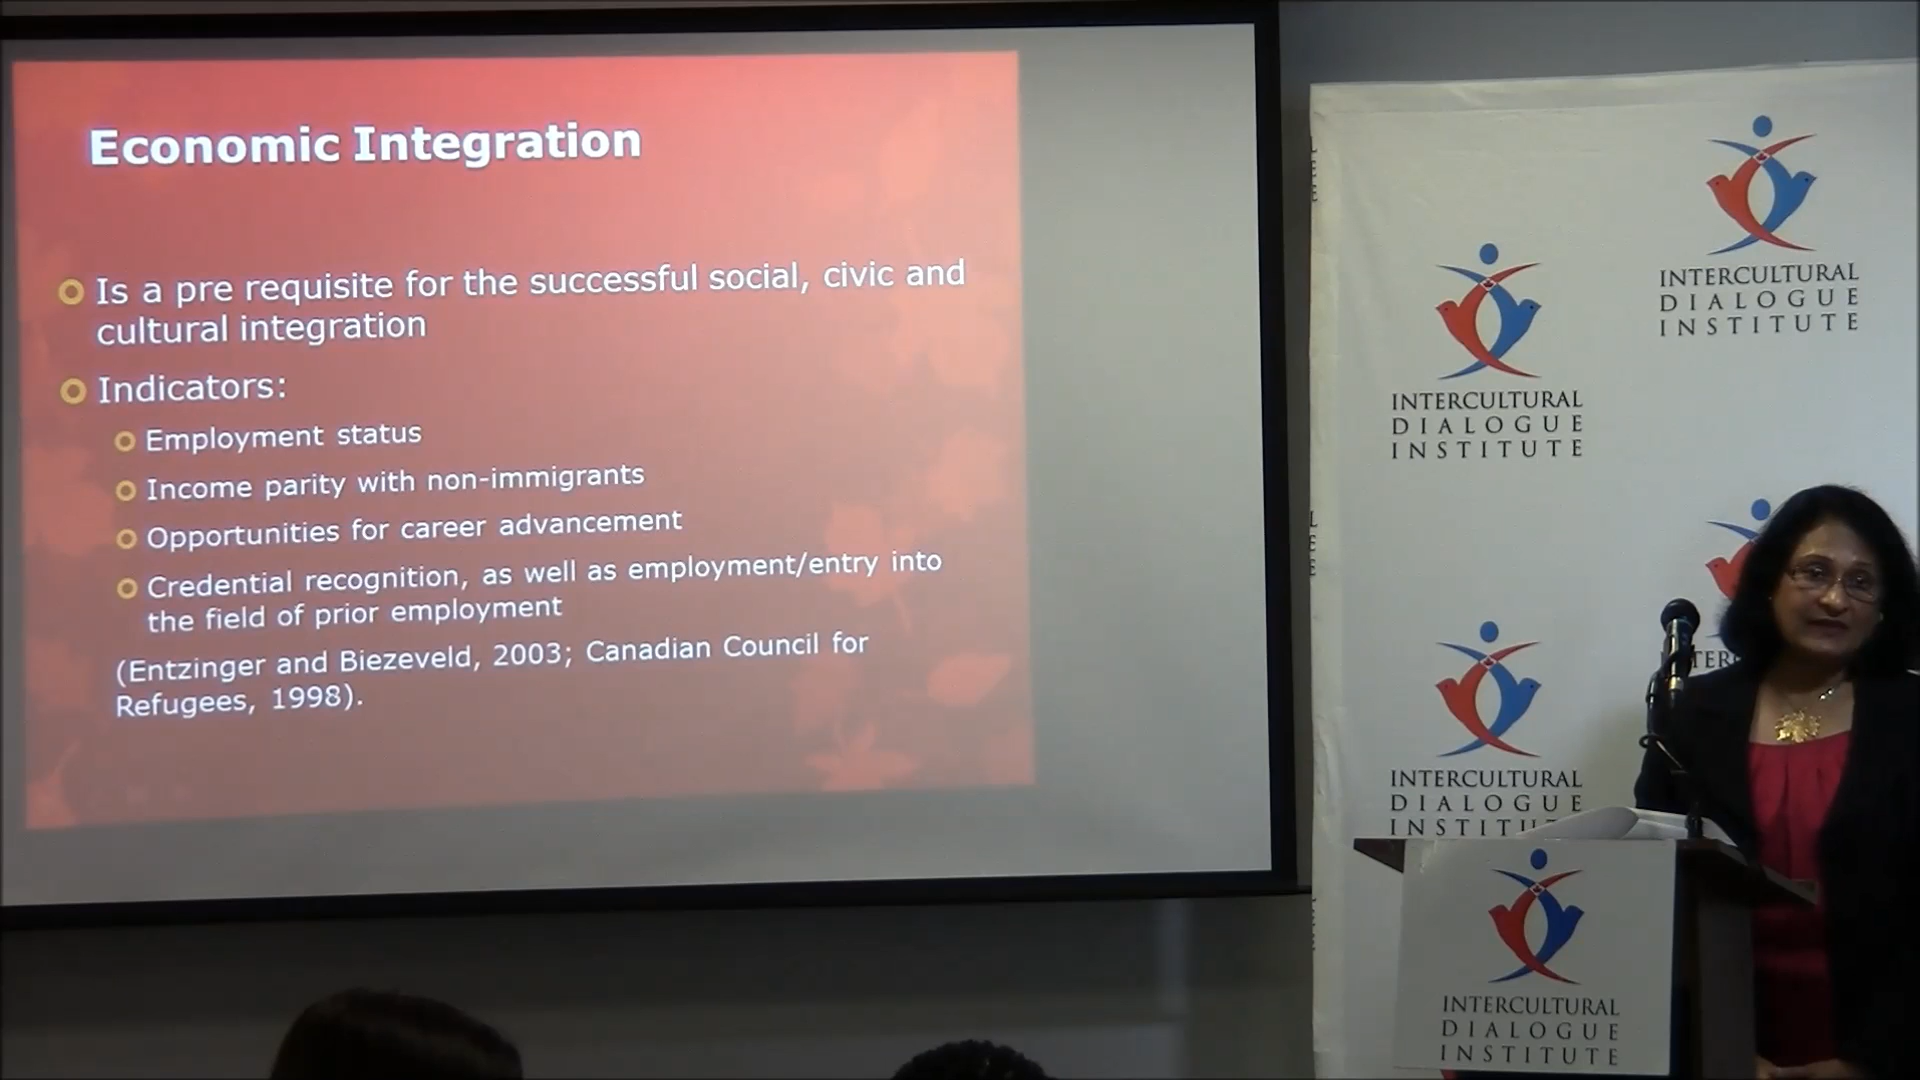 Economic Integration
Is a pre requisite for the successful social, civic and
cultural integration
Indicators:
Employment status
Income parity with non-immigrants
Opportunities for career advancement
Credential recognition, as well as employment/entry into
the field of prior employment
(Entzinger and Biezeveld, 2003; Canadian Council for
Refugees, 1998).
INTERCULTURAL
DIALOGUE
INSTITUTE
INTERCULTURAL
DIALOGUE
INSTITUTE
INTERCULTURAL
DIALOGUE
INTERCULTURAL
DIALOGUE
INSTITUTE